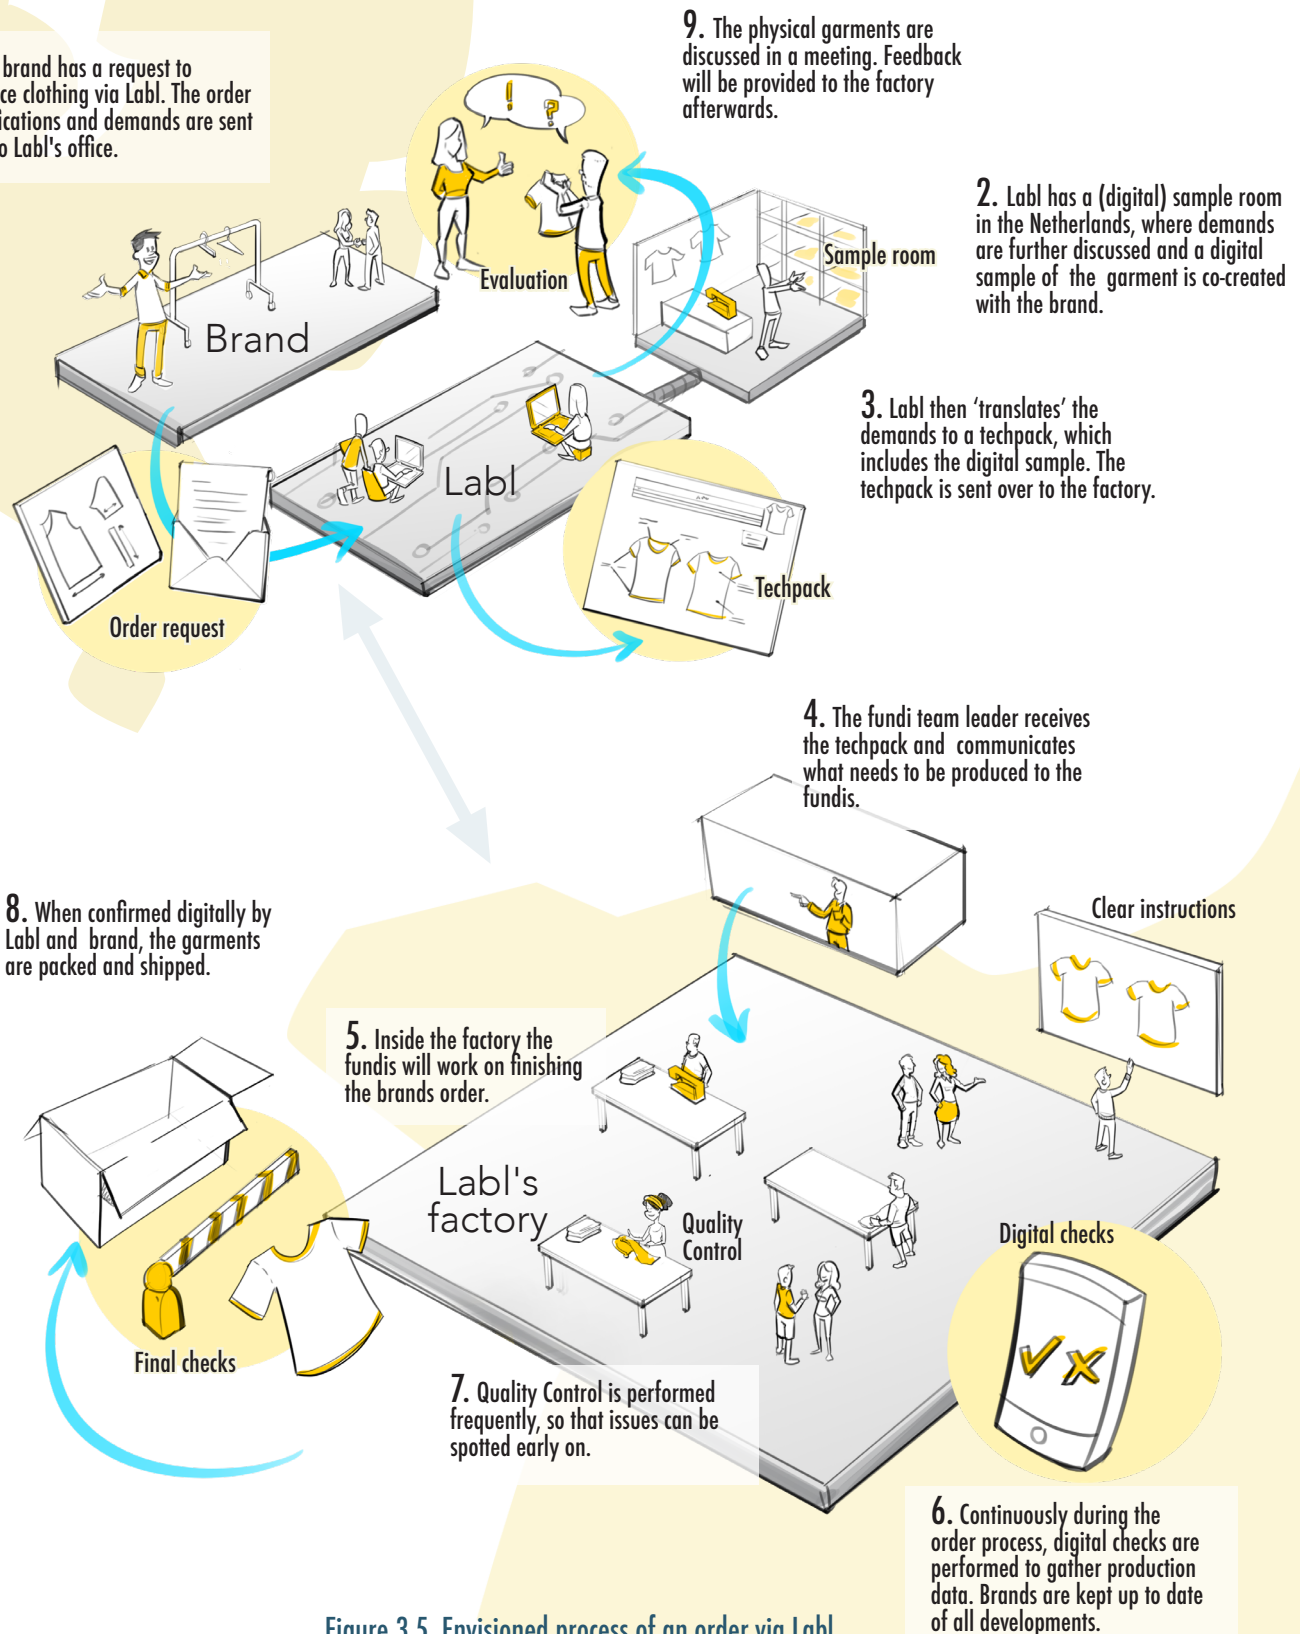 brand has a request to
ce clothing via Labl. The order
ications and demands are sent
o Labl's office.
9. The physical garments are
discussed in a meeting. Feedback
will be provided to the factory
afterwards.
2. Labl has a (digital) sample room
in the Netherlands, where demands
are further discussed and a digital
sample of the garment is co-created
with the brand.
! ?
Evaluation
Sample room
Brand
3. Labl then ‘translates’ the
demands to a techpack, which
includes the digital sample. The
techpack is sent over to the factory.
Labl
Techpack
Order request
4. The fundi team leader receives
the techpack and communicates
what needs to be produced to the
fundis.
8. When confirmed digitally by
Labl and brand, the garments
are packed and shipped.
Clear instructions
5. Inside the factory the
fundis will work on finishing
the brands order.
Labl's
factory
Quality
Control
Digital checks
Final checks
7. Quality Control is performed
frequently, so that issues can be
spotted early on.
6. Continuously during the
order process, digital checks are
performed to gather production
data. Brands are kept up to date
of all developments.
Figure 3.5. Envisioned process of an order via Labl